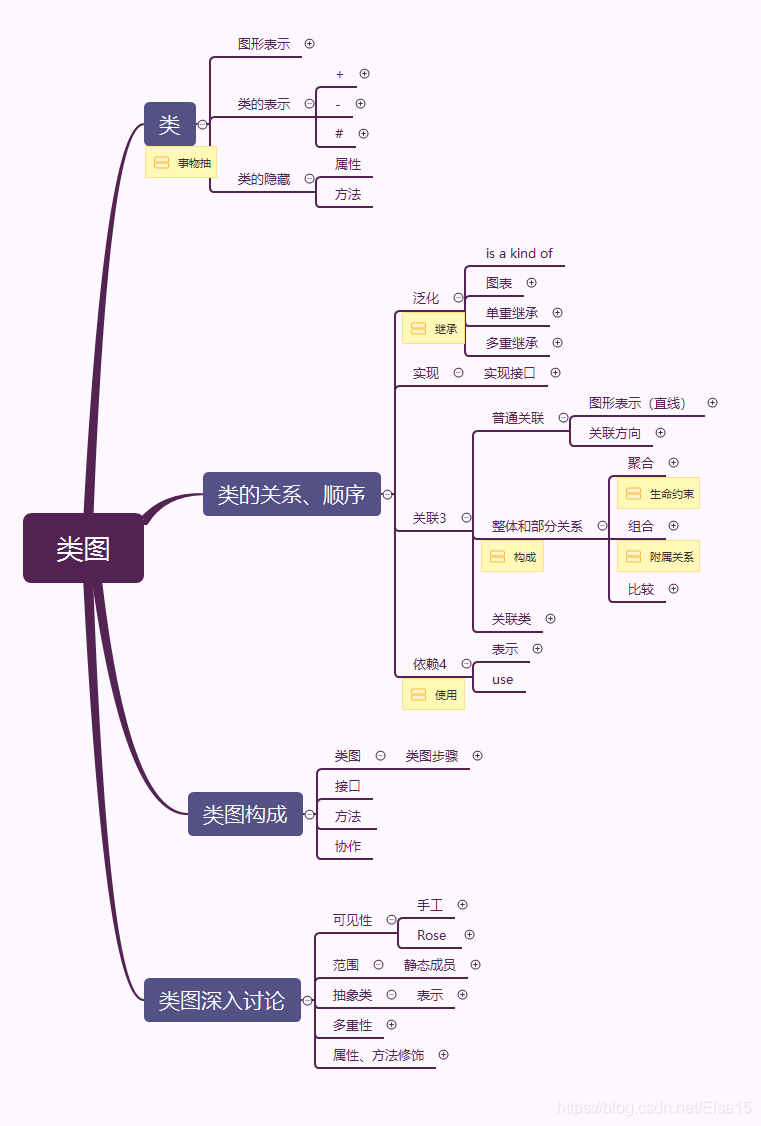 类图
类
事物抽
图形表示
类的表示
+
-
#
类的隐藏
属性
方法
类的关系、顺序
泛化
继承
is a kind of
图表
单重继承
多重继承
实现
实现接口
关联3
普通关联
图形表示（直线）
关联方向
整体和部分关系
构成
聚合
生命约束
组合
附属关系
比较
关联类
依赖4
使用
表示
use
类图构成
类图
类图步骤
接口
方法
协作
类图深入讨论
可见性
手工
Rose
范围
静态成员
抽象类
表示
多重性
属性、方法修饰
https://blog.csdn.net/Elsa15